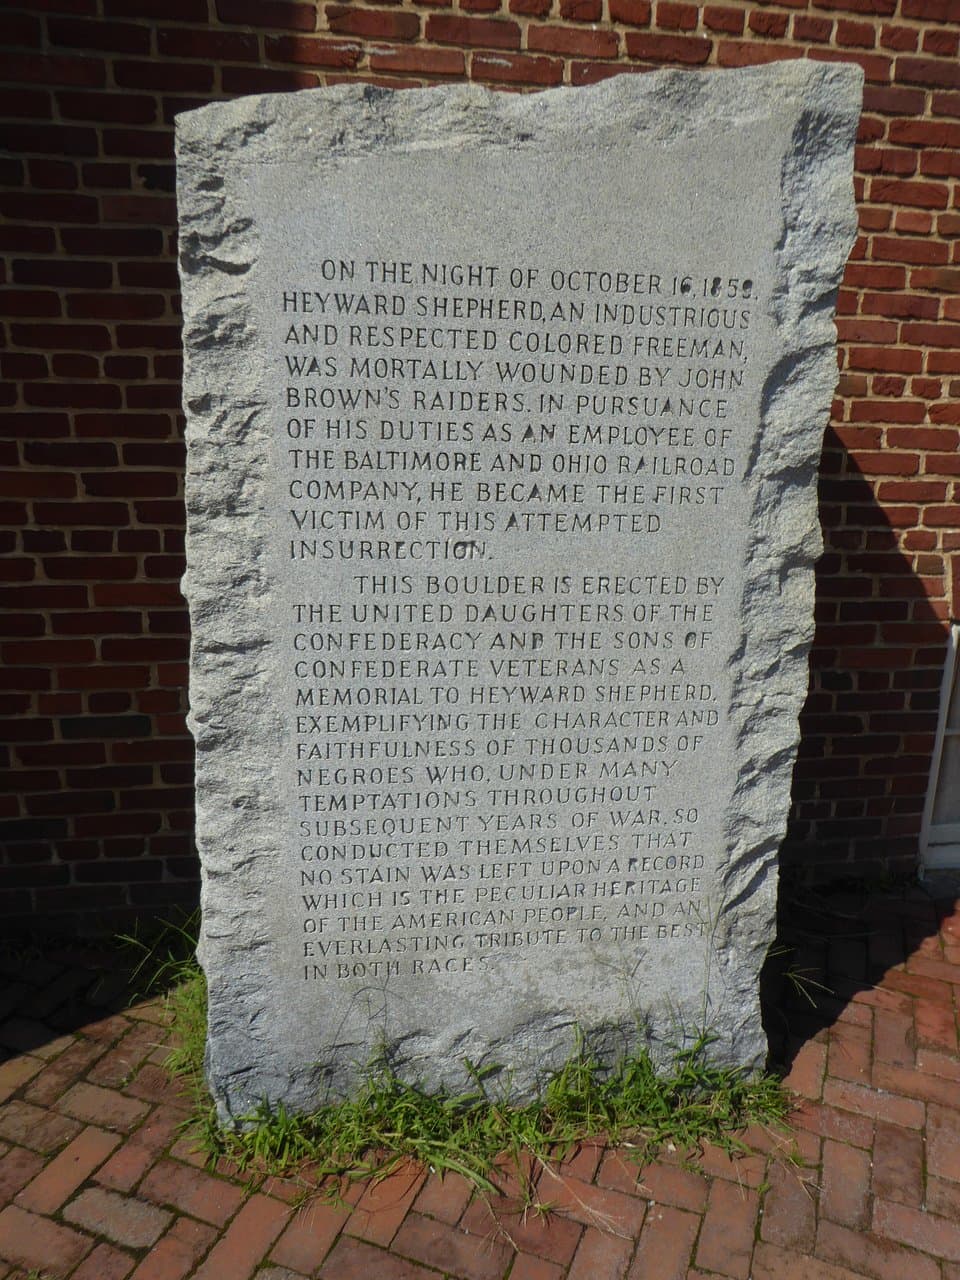 ON THE NIGHT OF OCTOBER 16, 1859,
HEYWARD SHEPHERD, AN INDUSTRIOUS
AND RESPECTED COLORED FREEMAN,
WAS MORTALLY WOUNDED BY JOHN
BROWN'S RAIDERS. IN PURSUANCE
OF HIS DUTIES AS AN EMPLOYEE OF
THE BALTIMORE AND OHIO RAILROAD
COMPANY, HE BECAME THE FIRST
VICTIM OF THIS ATTEMPTED
INSURRECTION.
THIS BOULDER IS ERECTED BY
THE UNITED DAUGHTERS OF THE
CONFEDERACY AND THE SONS OF
CONFEDERATE VETERANS AS A
MEMORIAL TO HEYWARD SHEPHERD,
EXEMPLIFYING THE CHARACTER AND
FAITHFULNESS OF THOUSANDS OF
NEGROES WHO, UNDER MANY
TEMPTATIONS THROUGHOUT
SUBSEQUENT YEARS OF WAR, SO
CONDUCTED THEMSELVES THAT
NO STAIN WAS LEFT UPON A RECORD
WHICH IS THE PECULIAR HERITAGE
OF THE AMERICAN PEOPLE, AND AN
EVERLASTING TRIBUTE TO THE BEST
IN BOTH RACES.